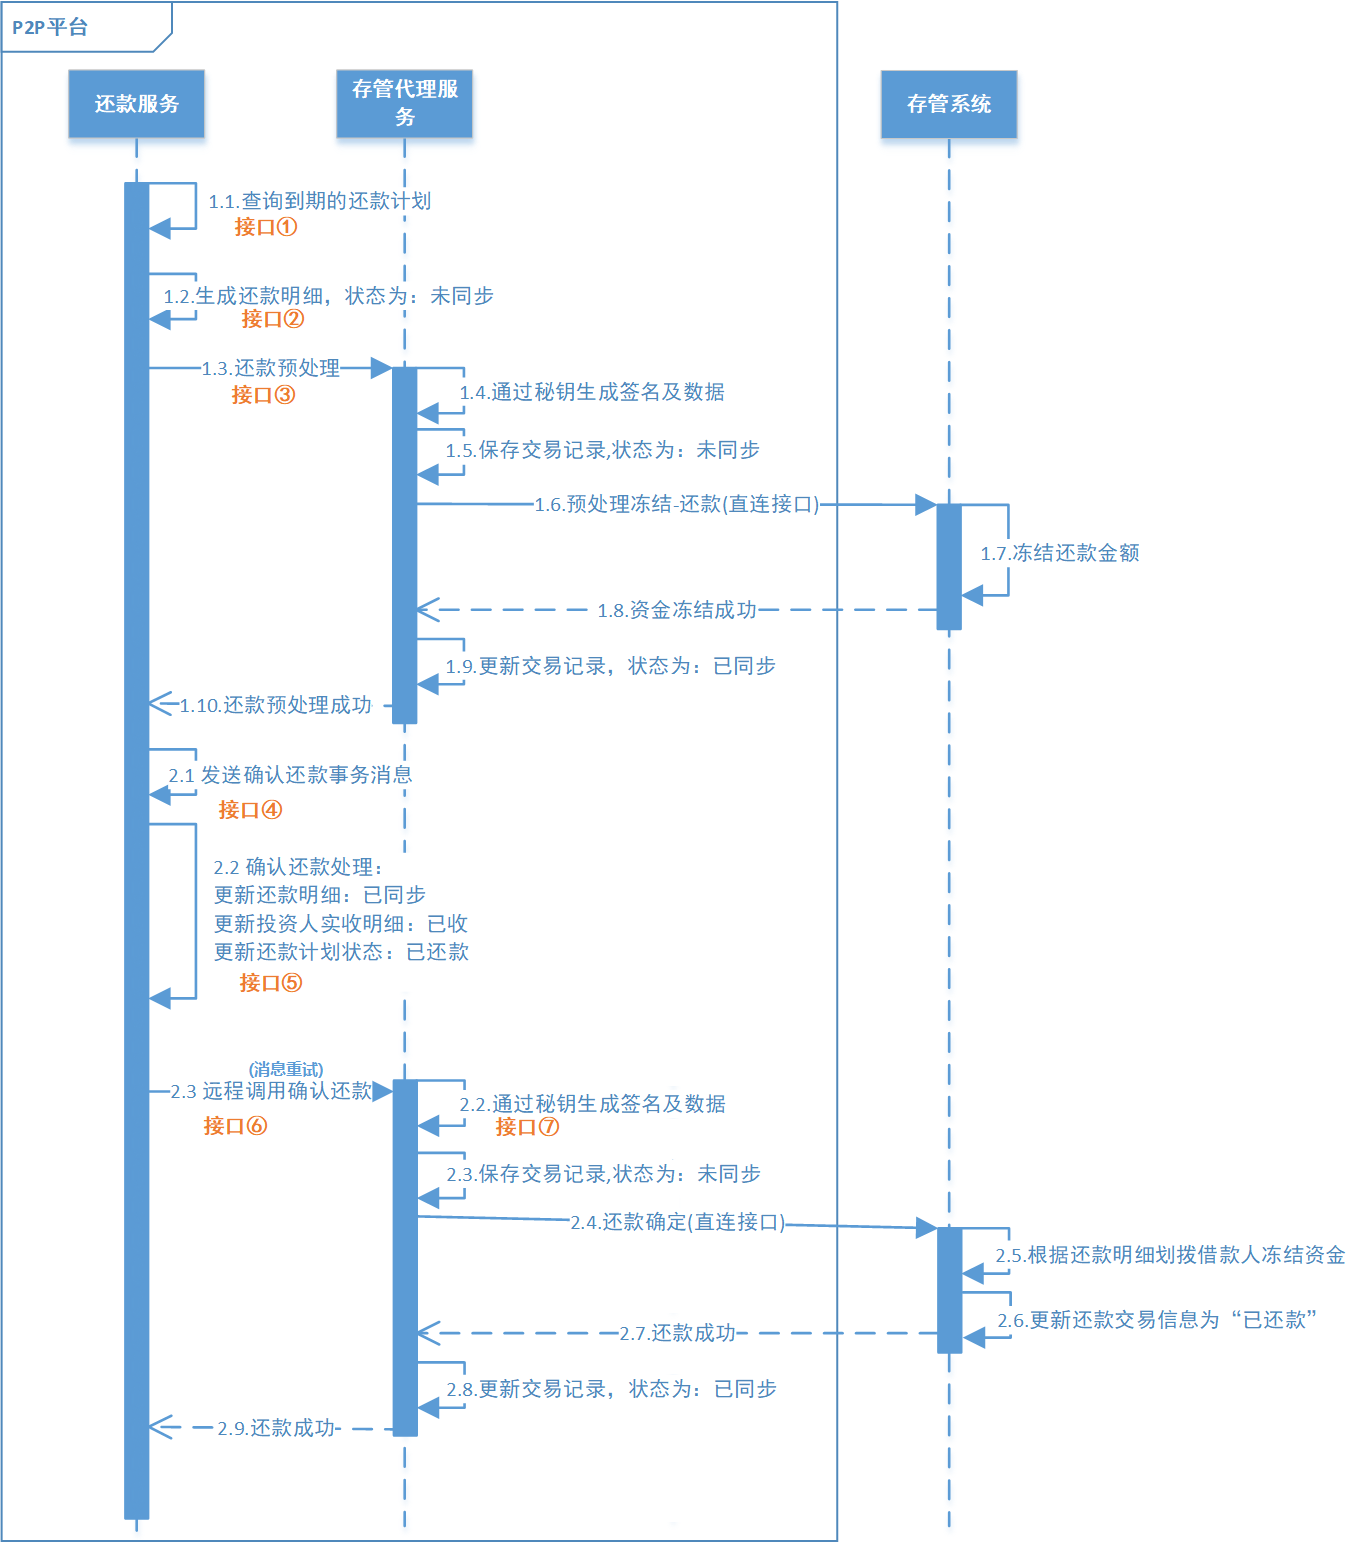 P2P平台
还款服务
存管代理服
务
存管系统
1.1.查询到期的还款计划
接口①
1.2.生成还款明细，状态为：未同步
接口②
1.3.还款预处理
接口③
1.4.通过秘钥生成签名及数据
1.5.保存交易记录,状态为：未同步
1.6.预处理冻结-还款(直连接口)
1.7.冻结还款金额
1.8.资金冻结成功
1.9.更新交易记录，状态为：已同步
1.10.还款预处理成功
2.1 发送确认还款事务消息
接口④
2.2 确认还款处理：
更新还款明细：已同步
更新投资人实收明细：已收
更新还款计划状态：已还款
接口⑤
(消息重试)
2.3 远程调用确认还款
接口⑥
2.2.通过秘钥生成签名及数据
接口⑦
2.3.保存交易记录,状态为：未同步
2.4.还款确定(直连接口)
2.5.根据还款明细划拨借款人冻结资金
2.6.更新还款交易信息为“已还款”
2.7.还款成功
2.8.更新交易记录，状态为：已同步
2.9.还款成功